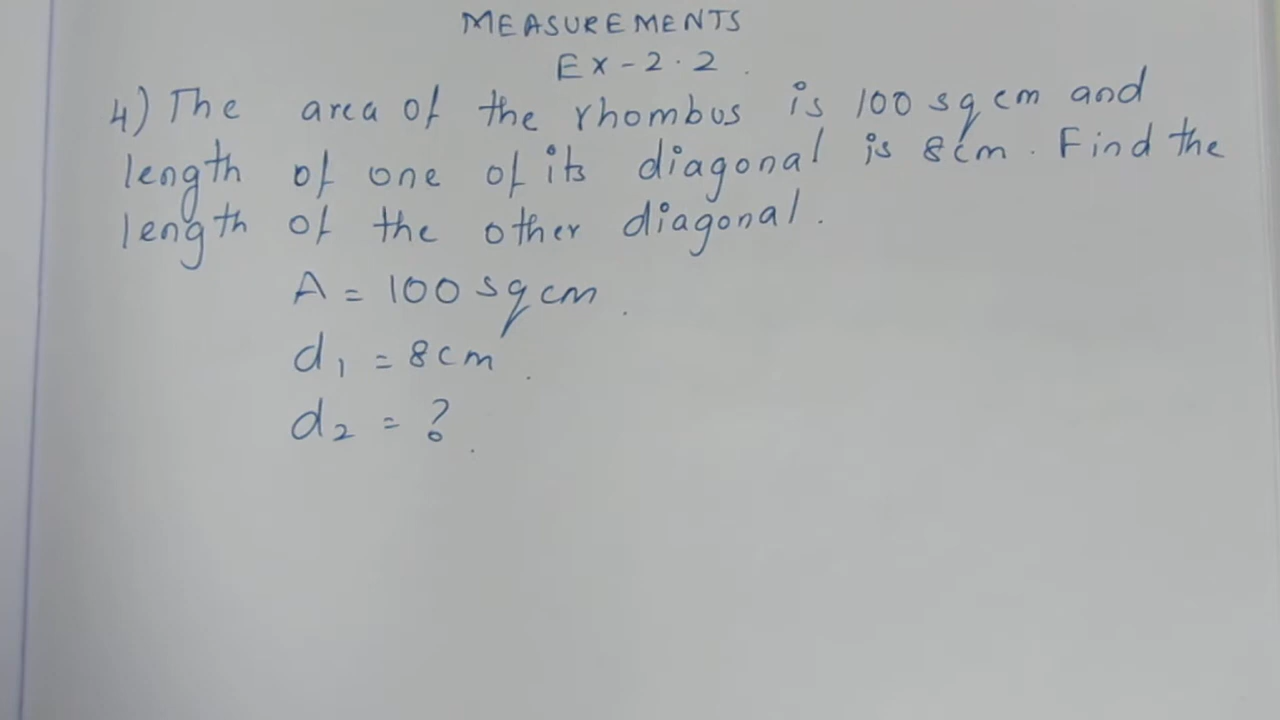 MEASUREMENTS
EX-2.2
4) The area of the rhombus is 100 sq cm and
length of one of its diagonal is 8cm. Find the
length of the other diagonal.
A = 100 sq cm
d1 = 8cm
d2 = ?